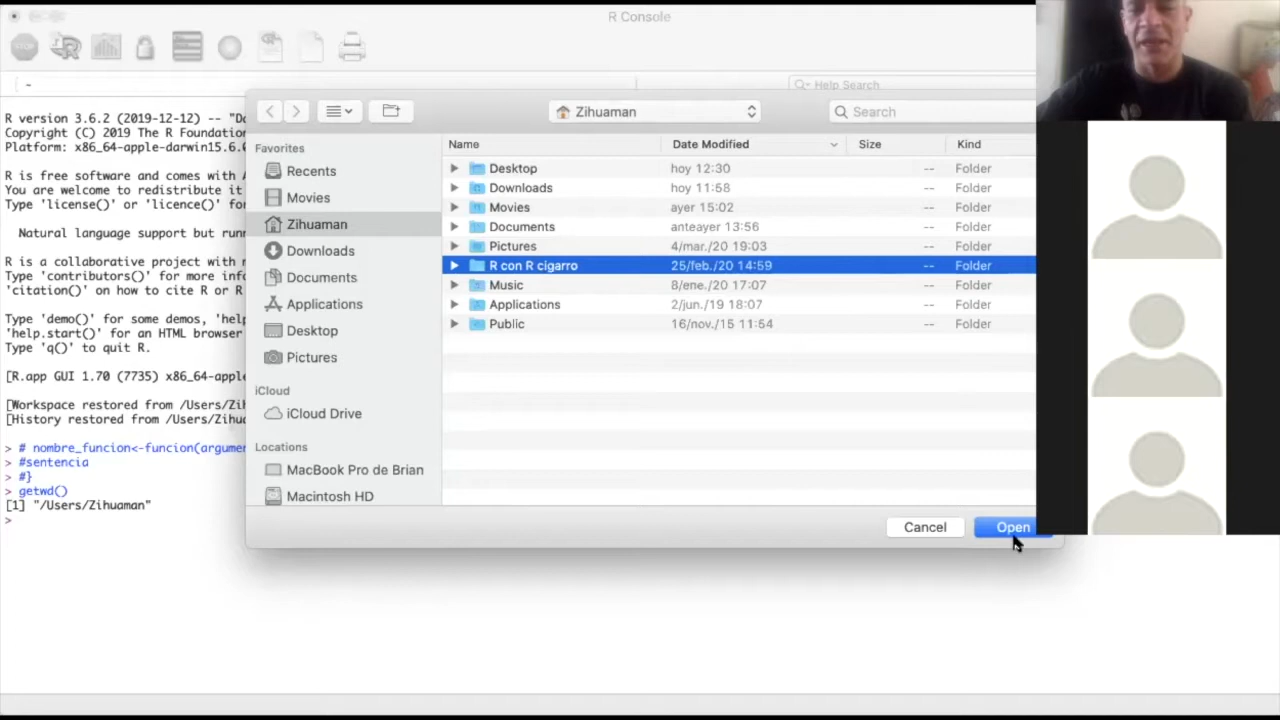 R Console
STOP
~
Help Search
R version 3.6.2 (2019-12-12) -- "Da
Copyright (C) 2019 The R Foundation
Platform: x86_64-apple-darwin15.6.0
R is free software and comes with A
You are welcome to redistribute it
Type 'license()' or 'licence()' for
Natural language support but runn
R is a collaborative project with m
Type 'contributors()' for more info
'citation()' on how to cite R or R
Type 'demo()' for some demos, 'help
'help.start()' for an HTML browser
Type 'q()' to quit R.
[R.app GUI 1.70 (7735) x86_64-apple
[Workspace restored from /Users/Zih
[History restored from /Users/Zihua
> # nombre_funcion<-funcion(argumen
> #sentencia
> #}
> getwd()
[1] "/Users/Zihuaman"
>
Zihuaman
Search
Favorites
Recents
Movies
Zihuaman
Downloads
Documents
Applications
Desktop
Pictures
iCloud
iCloud Drive
Locations
MacBook Pro de Brian
Macintosh HD
Name Date Modified Size Kind
Desktop hoy 12:30 -- Folder
Downloads hoy 11:58 -- Folder
Movies ayer 15:02 -- Folder
Documents anteayer 13:56 -- Folder
Pictures 4/mar./20 19:03 -- Folder
R con R cigarro 25/feb./20 14:59 -- Folder
Music 8/ene./20 17:07 -- Folder
Applications 2/jun./19 18:07 -- Folder
Public 16/nov./15 11:54 -- Folder
Cancel
Open